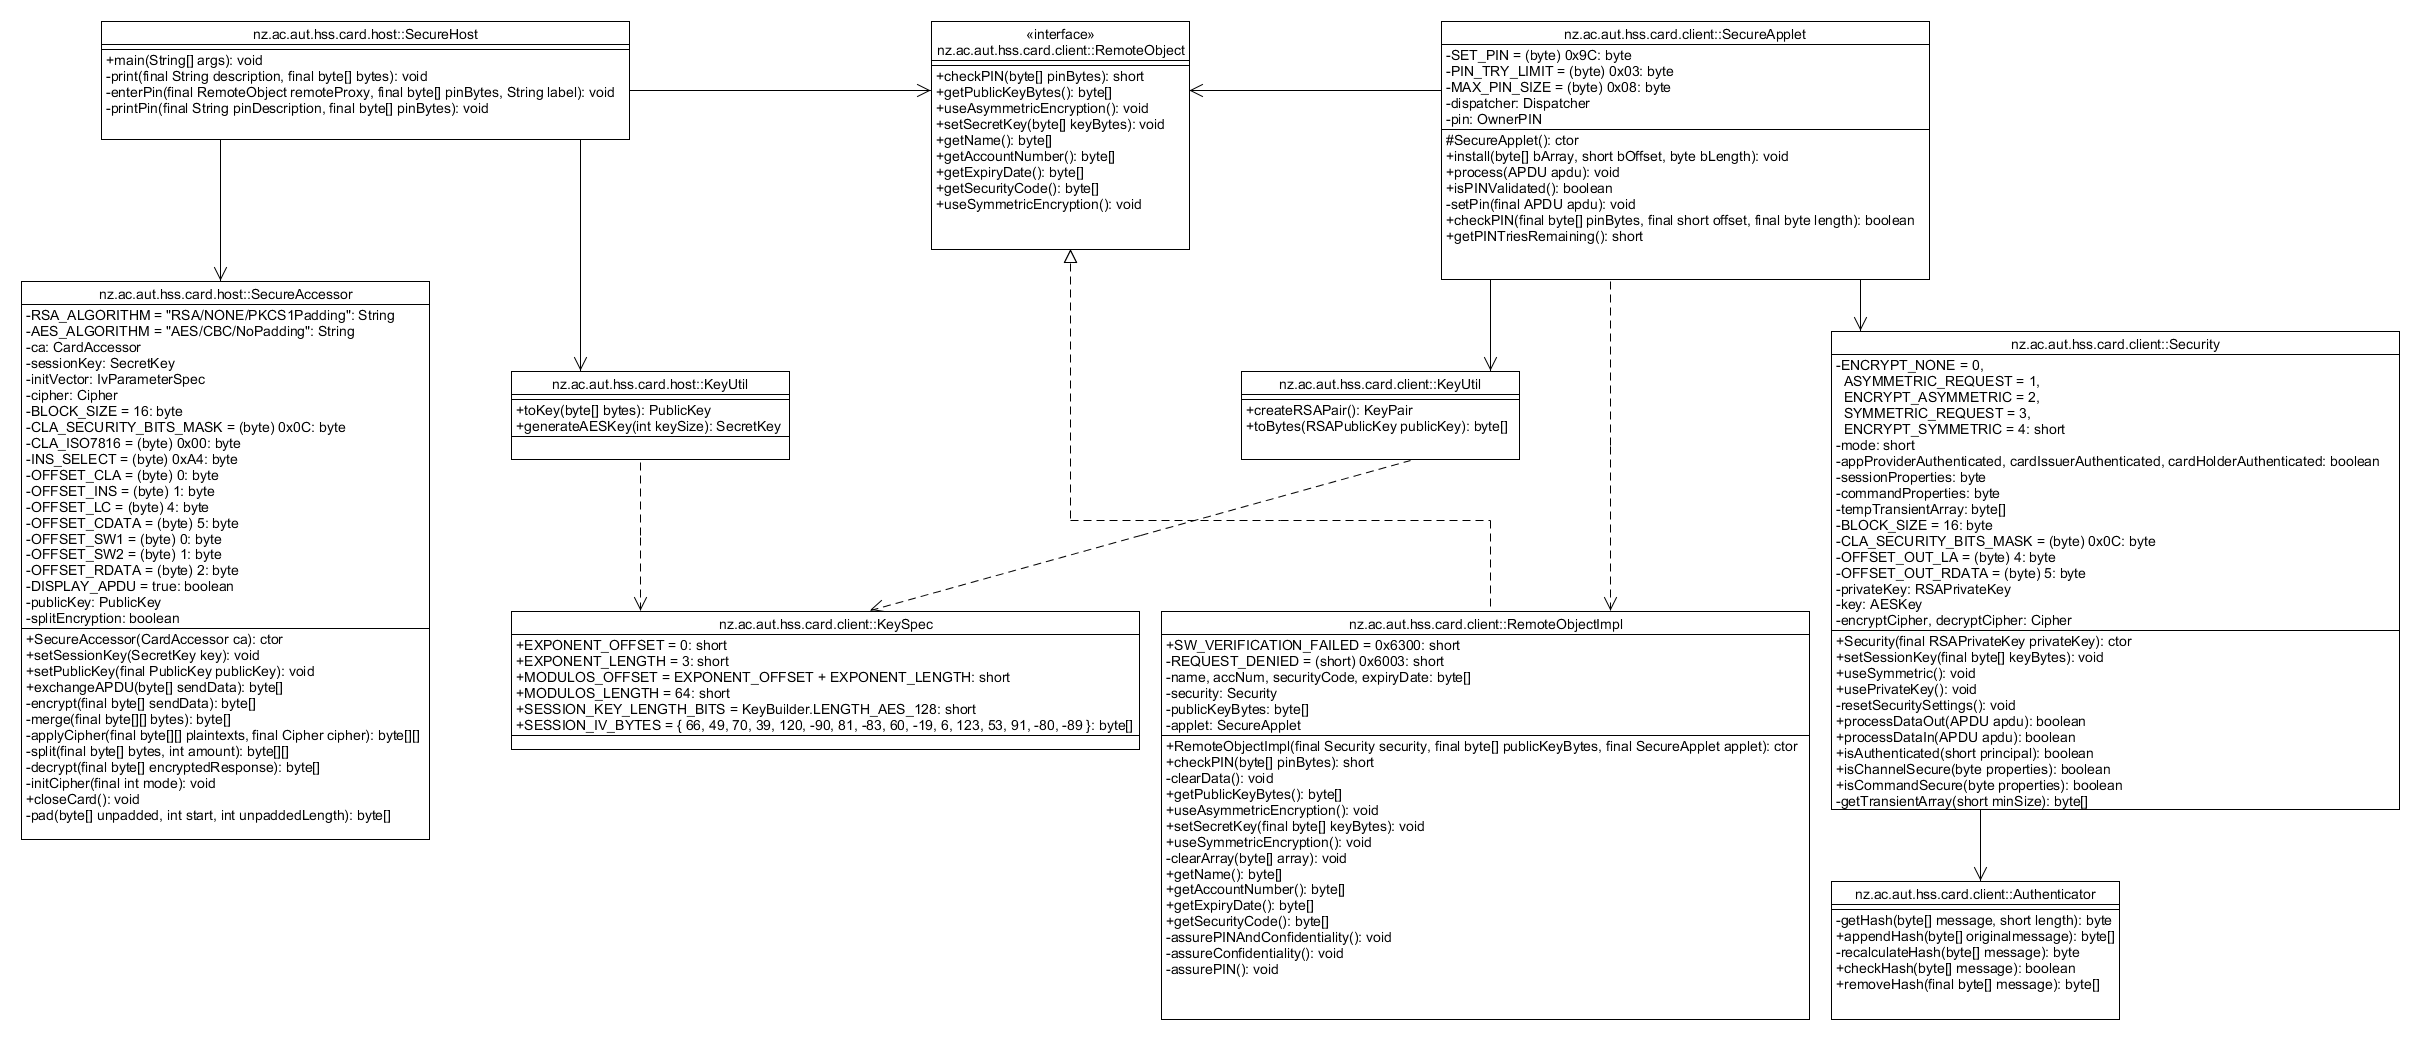 nz.ac.aut.hss.card.host::SecureHost
+main(String[] args): void
-print(final String description, final byte[] bytes): void
-enterPin(final RemoteObject remoteProxy, final byte[] pinBytes, String label): void
-printPin(final String pinDescription, final byte[] pinBytes): void
«interface»
nz.ac.aut.hss.card.client::RemoteObject
+checkPIN(byte[] pinBytes): short
+getPublicKeyBytes(): byte[]
+useAsymmetricEncryption(): void
+setSecretKey(byte[] keyBytes): void
+getName(): byte[]
+getAccountNumber(): byte[]
+getExpiryDate(): byte[]
+getSecurityCode(): byte[]
+useSymmetricEncryption(): void
nz.ac.aut.hss.card.client::SecureApplet
-SET_PIN = (byte) 0x9C: byte
-PIN_TRY_LIMIT = (byte) 0x03: byte
-MAX_PIN_SIZE = (byte) 0x08: byte
-dispatcher: Dispatcher
-pin: OwnerPIN
#SecureApplet(): ctor
+install(byte[] bArray, short bOffset, byte bLength): void
+process(APDU apdu): void
+isPINValidated(): boolean
-setPin(final APDU apdu): void
+checkPIN(final byte[] pinBytes, final short offset, final byte length): boolean
+getPINTriesRemaining(): short
nz.ac.aut.hss.card.host::SecureAccessor
-RSA_ALGORITHM = "RSA/NONE/PKCS1Padding": String
-AES_ALGORITHM = "AES/CBC/NoPadding": String
-ca: CardAccessor
-sessionKey: SecretKey
-initVector: IvParameterSpec
-cipher: Cipher
-BLOCK_SIZE = 16: byte
-CLA_SECURITY_BITS_MASK = (byte) 0x0C: byte
-CLA_ISO7816 = (byte) 0x00: byte
-INS_SELECT = (byte) 0xA4: byte
-OFFSET_CLA = (byte) 0: byte
-OFFSET_INS = (byte) 1: byte
-OFFSET_LC = (byte) 4: byte
-OFFSET_CDATA = (byte) 5: byte
-OFFSET_SW1 = (byte) 0: byte
-OFFSET_SW2 = (byte) 1: byte
-OFFSET_RDATA = (byte) 2: byte
-DISPLAY_APDU = true: boolean
-publicKey: PublicKey
-splitEncryption: boolean
+SecureAccessor(CardAccessor ca): ctor
+setSessionKey(SecretKey key): void
+setPublicKey(final PublicKey publicKey): void
+exchangeAPDU(byte[] sendData): byte[]
-encrypt(final byte[] sendData): byte[]
-merge(final byte[][] bytes): byte[]
-applyCipher(final byte[][] plaintexts, final Cipher cipher): byte[][]
-split(final byte[] bytes, int amount): byte[][]
-decrypt(final byte[] encryptedResponse): byte[]
-initCipher(final int mode): void
+closeCard(): void
-pad(byte[] unpadded, int start, int unpaddedLength): byte[]
nz.ac.aut.hss.card.host::KeyUtil
+toKey(byte[] bytes): PublicKey
+generateAESKey(int keySize): SecretKey
nz.ac.aut.hss.card.client::KeyUtil
+createRSAPair(): KeyPair
+toBytes(RSAPublicKey publicKey): byte[]
nz.ac.aut.hss.card.client::Security
-ENCRYPT_NONE = 0,
ASYMMETRIC_REQUEST = 1,
ENCRYPT_ASYMMETRIC = 2,
SYMMETRIC_REQUEST = 3,
ENCRYPT_SYMMETRIC = 4: short
-mode: short
-appProviderAuthenticated, cardIssuerAuthenticated, cardHolderAuthenticated: boolean
-sessionProperties: byte
-commandProperties: byte
-tempTransientArray: byte[]
-BLOCK_SIZE = 16: byte
-CLA_SECURITY_BITS_MASK = (byte) 0x0C: byte
-OFFSET_OUT_LA = (byte) 4: byte
-OFFSET_OUT_RDATA = (byte) 5: byte
-privateKey: RSAPrivateKey
-key: AESKey
-encryptCipher, decryptCipher: Cipher
+Security(final RSAPrivateKey privateKey): ctor
+setSessionKey(final byte[] keyBytes): void
+useSymmetric(): void
+usePrivateKey(): void
-resetSecuritySettings(): void
+processDataOut(APDU apdu): boolean
+processDataIn(APDU apdu): boolean
+isAuthenticated(short principal): boolean
+isChannelSecure(byte properties): boolean
+isCommandSecure(byte properties): boolean
-getTransientArray(short minSize): byte[]
nz.ac.aut.hss.card.client::KeySpec
+EXPONENT_OFFSET = 0: short
+EXPONENT_LENGTH = 3: short
+MODULOS_OFFSET = EXPONENT_OFFSET + EXPONENT_LENGTH: short
+MODULOS_LENGTH = 64: short
+SESSION_KEY_LENGTH_BITS = KeyBuilder.LENGTH_AES_128: short
+SESSION_IV_BYTES = { 66, 49, 70, 39, 120, -90, 81, -83, 60, -19, 6, 123, 53, 91, -80, -89 }: byte[]
nz.ac.aut.hss.card.client::RemoteObjectImpl
+SW_VERIFICATION_FAILED = 0x6300: short
-REQUEST_DENIED = (short) 0x6003: short
-name, accNum, securityCode, expiryDate: byte[]
-security: Security
-publicKeyBytes: byte[]
-applet: SecureApplet
+RemoteObjectImpl(final Security security, final byte[] publicKeyBytes, final SecureApplet applet): ctor
+checkPIN(byte[] pinBytes): short
-clearData(): void
+getPublicKeyBytes(): byte[]
+useAsymmetricEncryption(): void
+setSecretKey(final byte[] keyBytes): void
+useSymmetricEncryption(): void
-clearArray(byte[] array): void
+getName(): byte[]
+getAccountNumber(): byte[]
+getExpiryDate(): byte[]
+getSecurityCode(): byte[]
-assurePINAndConfidentiality(): void
-assureConfidentiality(): void
-assurePIN(): void
nz.ac.aut.hss.card.client::Authenticator
-getHash(byte[] message, short length): byte
+appendHash(byte[] originalmessage): byte[]
-recalculateHash(byte[] message): byte
+checkHash(byte[] message): boolean
+removeHash(final byte[] message): byte[]